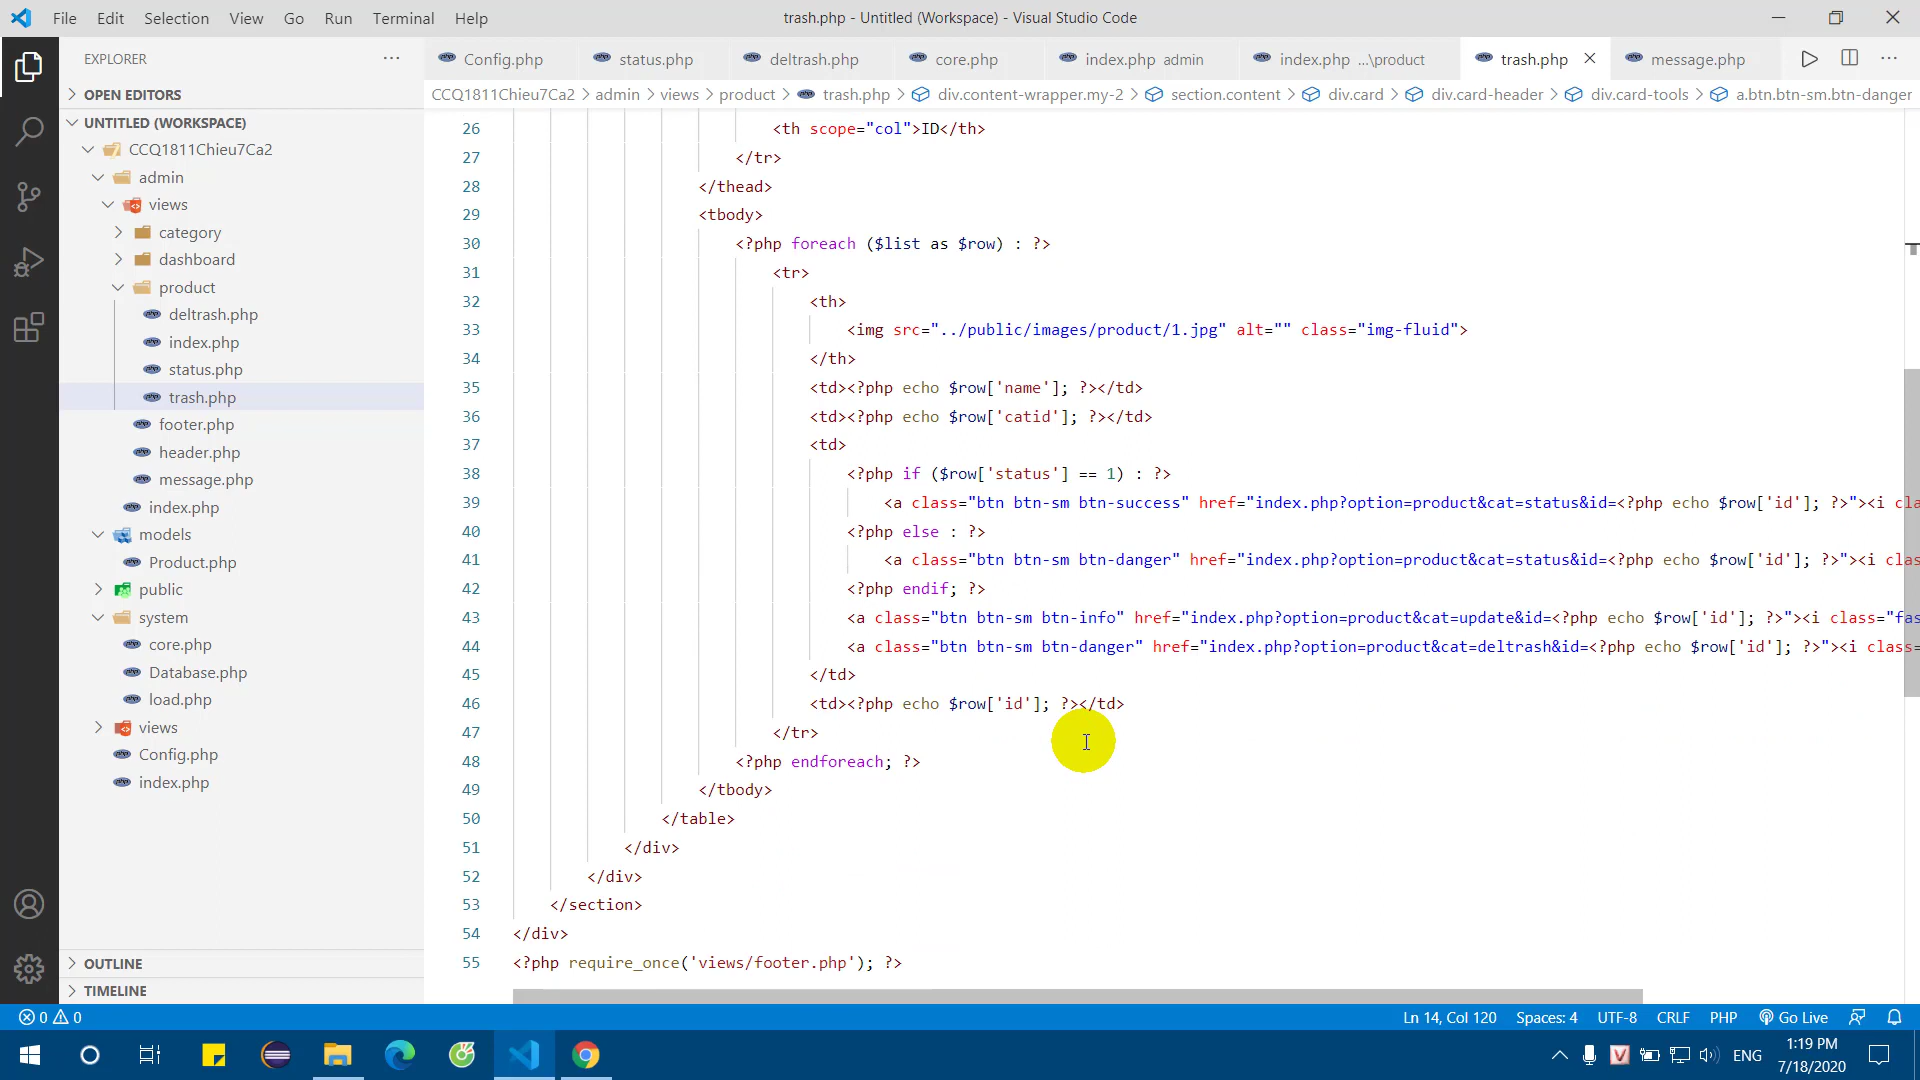 File Edit Selection View Go Run Terminal Help
trash.php - Untitled (Workspace) - Visual Studio Code
EXPLORER
Config.php status.php deltrash.php core.php index.php admin index.php ...\product trash.php message.php
CCQ1811Chieu7Ca2 > admin > views > product > trash.php > div.content-wrapper.my-2 > section.content > div.card > div.card-header > div.card-tools > a.btn.btn-sm.btn-danger
OPEN EDITORS
UNTITLED (WORKSPACE)
CCQ1811Chieu7Ca2
admin
views
category
dashboard
product
deltrash.php
index.php
status.php
trash.php
footer.php
header.php
message.php
index.php
models
Product.php
public
system
core.php
Database.php
load.php
views
Config.php
index.php
OUTLINE
TIMELINE
26 <th scope="col">ID</th>
27 </tr>
28 </thead>
29 <tbody>
30 <?php foreach ($list as $row) : ?>
31 <tr>
32 <th>
33 <img src="../public/images/product/1.jpg" alt="" class="img-fluid">
34 </th>
35 <td><?php echo $row['name']; ?></td>
36 <td><?php echo $row['catid']; ?></td>
37 <td>
38 <?php if ($row['status'] == 1) : ?>
39 <a class="btn btn-sm btn-success" href="index.php?option=product&cat=status&id=<?php echo $row['id']; ?>"><i cla
40 <?php else : ?>
41 <a class="btn btn-sm btn-danger" href="index.php?option=product&cat=status&id=<?php echo $row['id']; ?>"><i clas
42 <?php endif; ?>
43 <a class="btn btn-sm btn-info" href="index.php?option=product&cat=update&id=<?php echo $row['id']; ?>"><i class="fas
44 <a class="btn btn-sm btn-danger" href="index.php?option=product&cat=deltrash&id=<?php echo $row['id']; ?>"><i class=
45 </td>
46 <td><?php echo $row['id']; ?></td>
47 </tr>
48 <?php endforeach; ?>
49 </tbody>
50 </table>
51 </div>
52 </div>
53 </section>
54 </div>
55 <?php require_once('views/footer.php'); ?>
0 0
Ln 14, Col 120 Spaces: 4 UTF-8 CRLF PHP Go Live
ENG
1:19 PM
7/18/2020